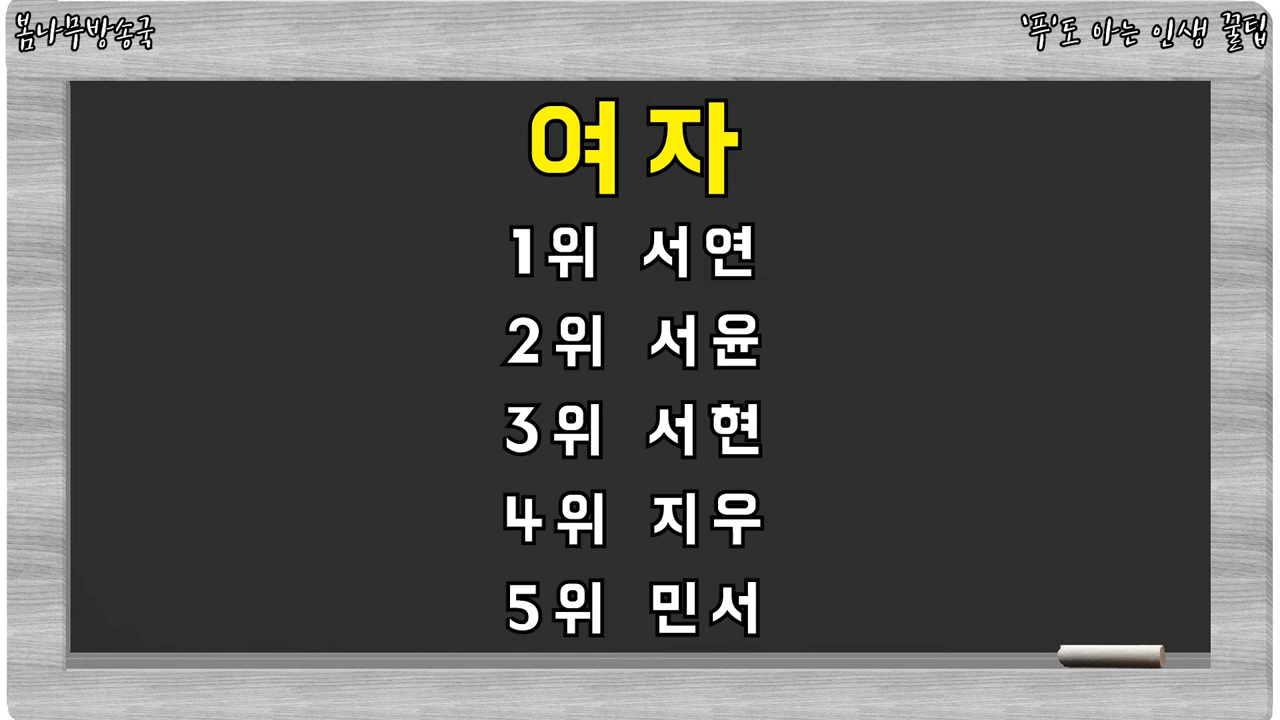 봄나무방송국
'푸'도 아는 인생 꿀팁
여자
1위 서연
2위 서윤
3위 서현
4위 지우
5위 민서